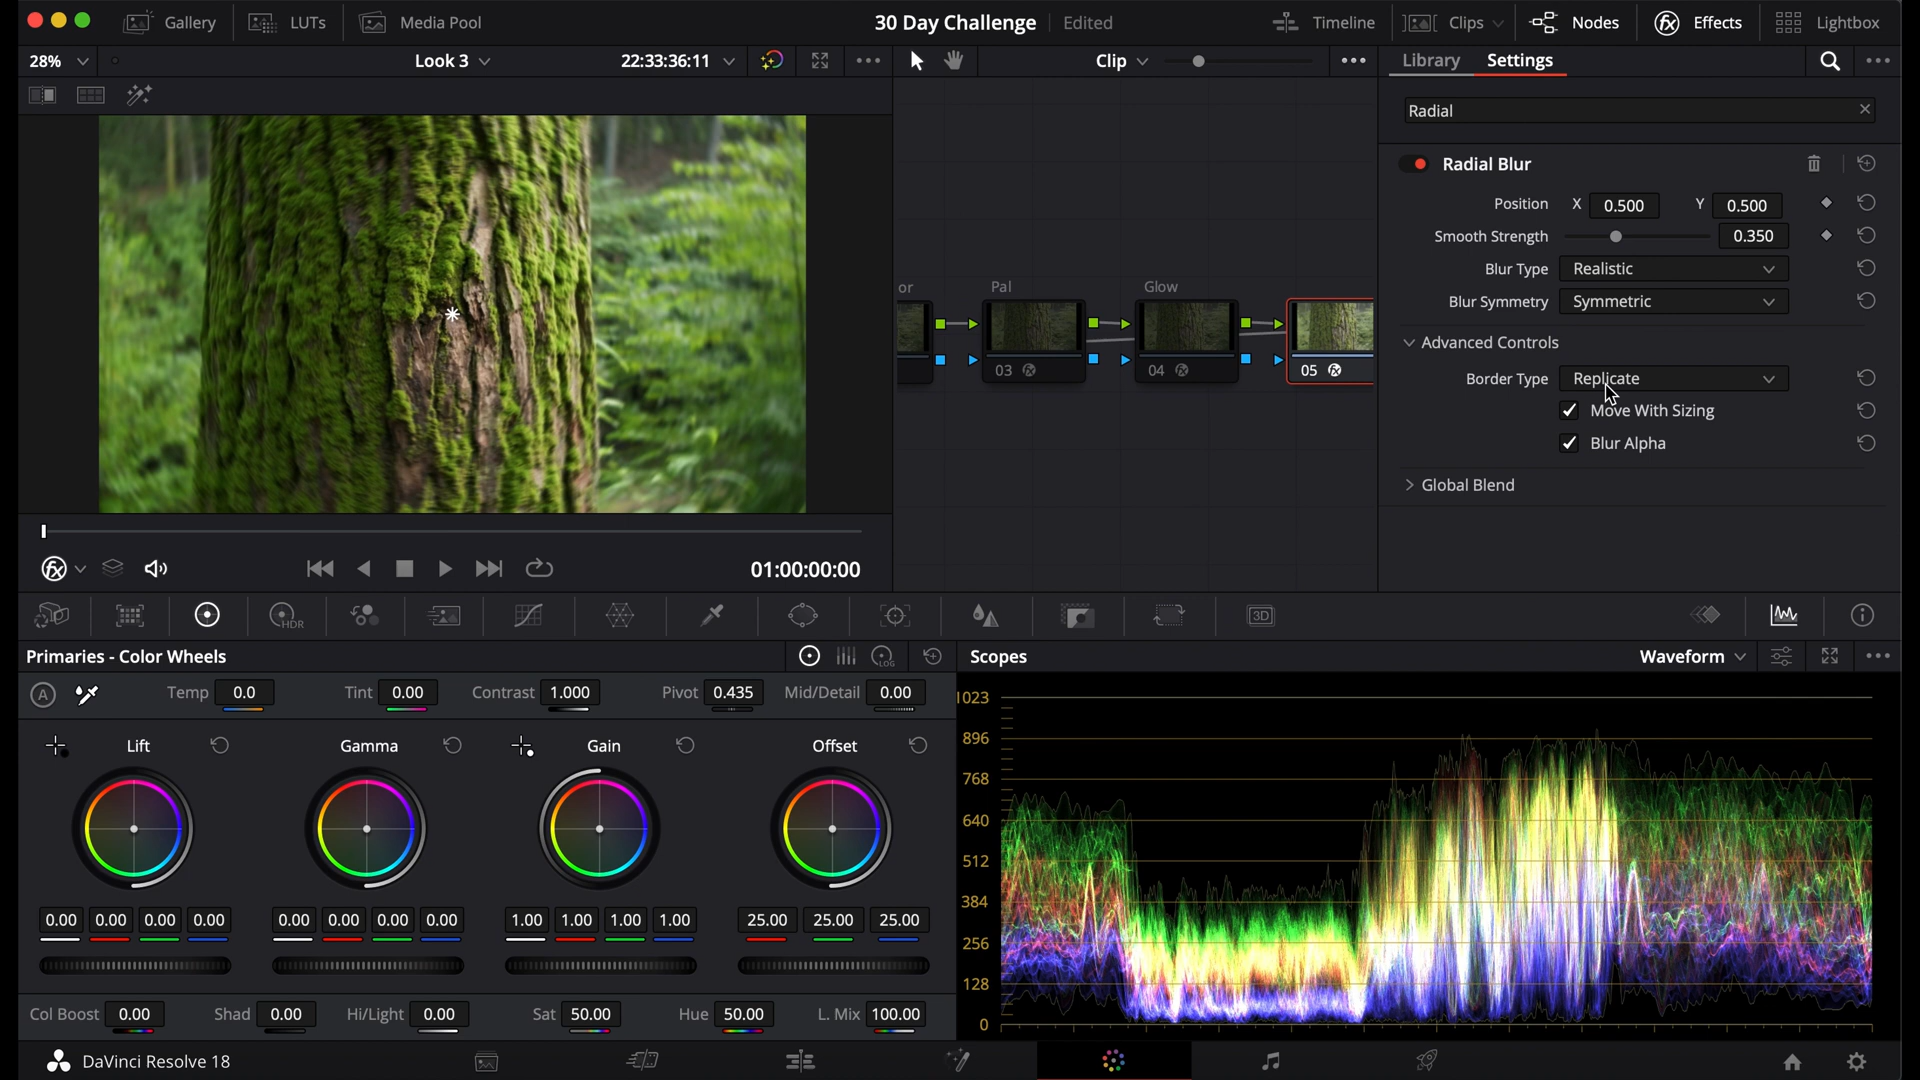 Gallery LUTs Media Pool 30 Day Challenge Edited Timeline Clips Nodes Effects Lightbox
28% Look 3 22:33:36:11 Clip Library Settings
Radial
Radial Blur
Position X 0.500 Y 0.500
Smooth Strength 0.350
Blur Type Realistic
Blur Symmetry Symmetric
Advanced Controls
Border Type Replicate
Move With Sizing
Blur Alpha
Global Blend
or Pal Glow
03 04 05
01:00:00:00
HDR 3D
Primaries - Color Wheels LOG Scopes Waveform
A Temp 0.0 Tint 0.00 Contrast 1.000 Pivot 0.435 Mid/Detail 0.00
Lift Gamma Gain Offset
0.00 0.00 0.00 0.00 0.00 0.00 0.00 0.00 1.00 1.00 1.00 1.00 25.00 25.00 25.00
Col Boost 0.00 Shad 0.00 Hi/Light 0.00 Sat 50.00 Hue 50.00 L. Mix 100.00
1023
896
768
640
512
384
256
128
0
DaVinci Resolve 18